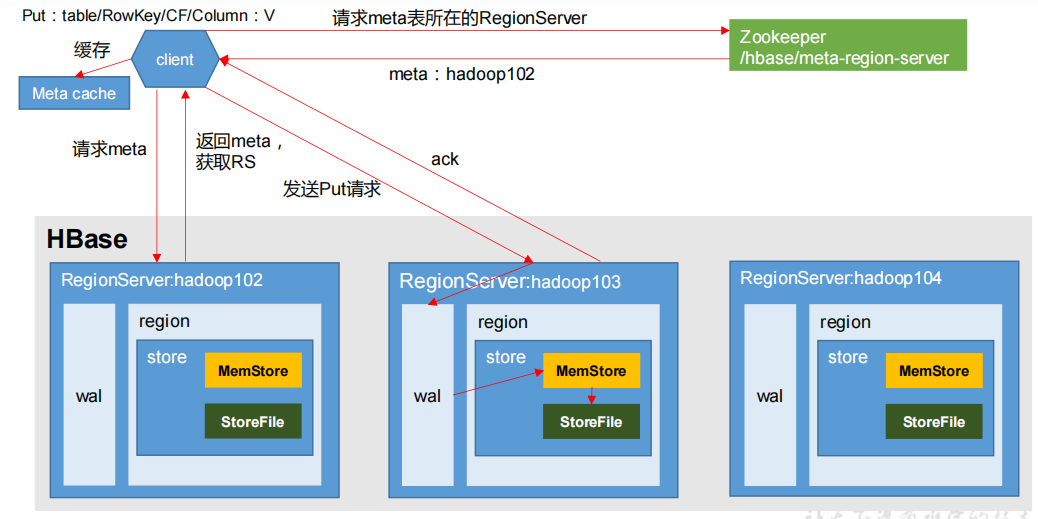 Put：table/RowKey/CF/Column：V
请求meta表所在的RegionServer
Zookeeper
/hbase/meta-region-server
缓存
client
meta：hadoop102
Meta cache
请求meta
返回meta，
获取RS
ack
发送Put请求
HBase
RegionServer:hadoop102
region
store
MemStore
wal
StoreFile
RegionServer:hadoop103
region
store
MemStore
wal
StoreFile
RegionServer:hadoop104
region
store
MemStore
wal
StoreFile